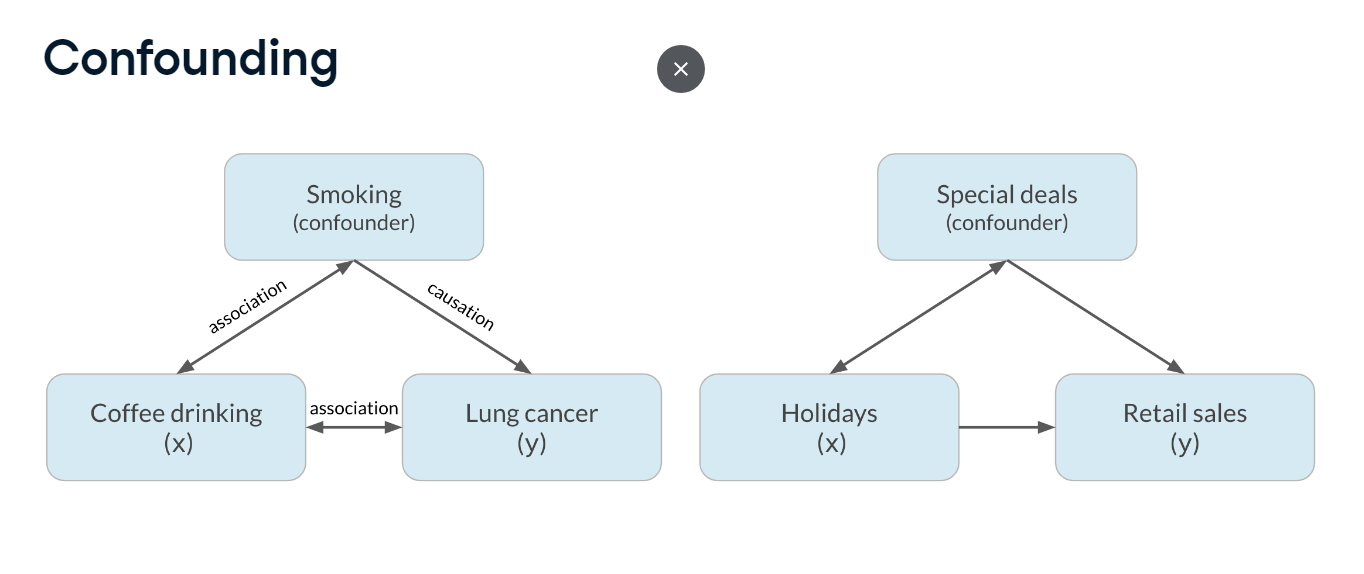 Confounding
Smoking
(confounder)
association
causation
Coffee drinking
(x)
association
Lung cancer
(y)
Special deals
(confounder)
Holidays
(x)
Retail sales
(y)